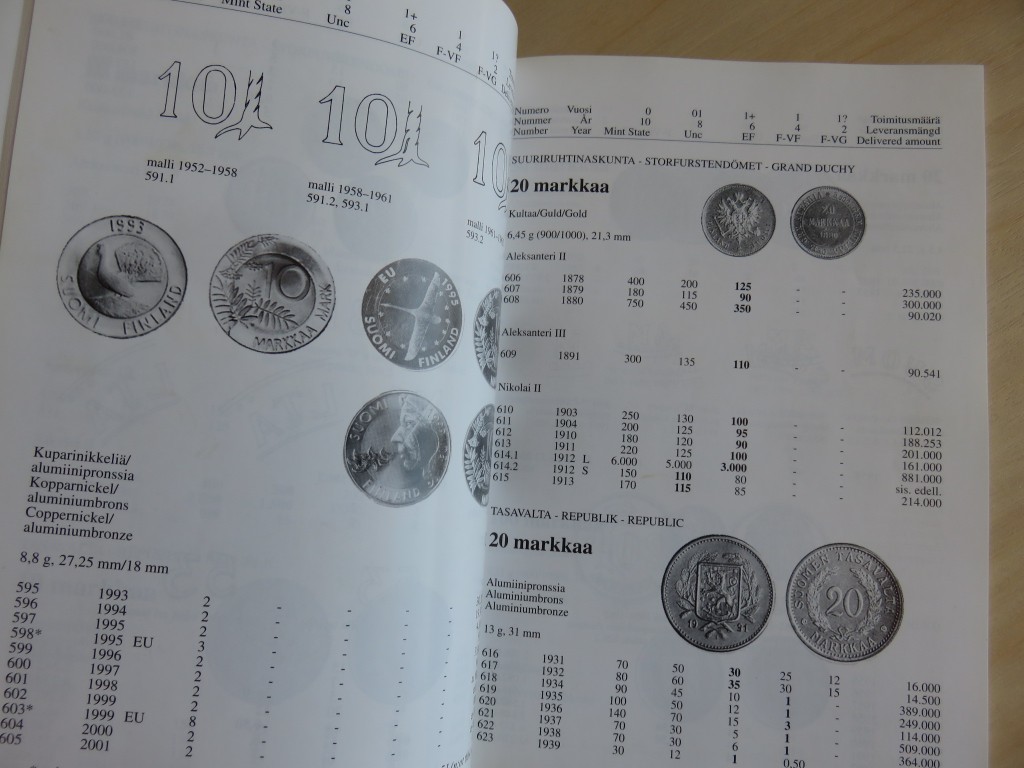 Mint State 8 1+ 1 1?
Unc 6 4 2
EF F-VF F-VG
10 10 10
malli 1952–1958
591.1
malli 1958–1961
591.2, 593.1
593.2
1993
SUOMI FINLAND
10
MARKKAA MARK
EU 1995
SUOMI FINLAND
SUOMI
FINLAND
Kuparinikkeliä/
alumiinipronssia
Kopparnickel/
aluminiumbrons
Coppernickel/
aluminiumbronze
8,8 g, 27,25 mm/18 mm
595 1993 2 - - -
596 1994 2 - - -
597 1995 2 - - -
598* 1995 EU 3 - - -
599 1996 2 - - -
600 1997 2 - - -
601 1998 2 - - -
602 1999 2 - - -
603* 1999 EU 8 - - -
604 2000 2 - - -
605 2001 2 - - -
Numero Vuosi 0 01 1+ 1 1? Toimitusmäärä
Nummer År 10 8 6 4 2 Leveransmängd
Number Year Mint State Unc EF F-VF F-VG Delivered amount
SUURIRUHTINASKUNTA - STORFURSTENDÖMET - GRAND DUCHY
20 markkaa
Kultaa/Guld/Gold
20
MARKKAA
6,45 g (900/1000), 21,3 mm
Aleksanteri II
606 1878 400 200 125 - - 235.000
607 1879 180 115 90 - - 300.000
608 1880 750 450 350 - - 90.020
Aleksanteri III
609 1891 300 135 110 - - 90.541
Nikolai II
610 1903 250 130 100 - - 112.012
611 1904 200 125 95 - - 188.253
612 1910 180 120 90 - - 201.000
613 1911 220 125 100 - - 161.000
614.1 1912 L 6.000 5.000 3.000 - - 881.000
614.2 1912 S 150 110 80 - - sis. edell.
615 1913 170 115 85 - - 214.000
TASAVALTA - REPUBLIK - REPUBLIC
20 markkaa
Alumiinipronssia
Aluminiumbrons
Aluminiumbronze
SUOMEN TASAVALTA
20
MARKKAA
13 g, 31 mm
616 1931 70 50 30 25 12 16.000
617 1932 80 60 35 30 15 14.500
618 1934 90 45 10 1 - 389.000
619 1935 100 50 12 1 - 249.000
620 1936 140 70 15 3 - 114.000
621 1937 70 30 1 - 509.000
622 1938 70 30 6 0,50 364.000
623 1939 30 12 1